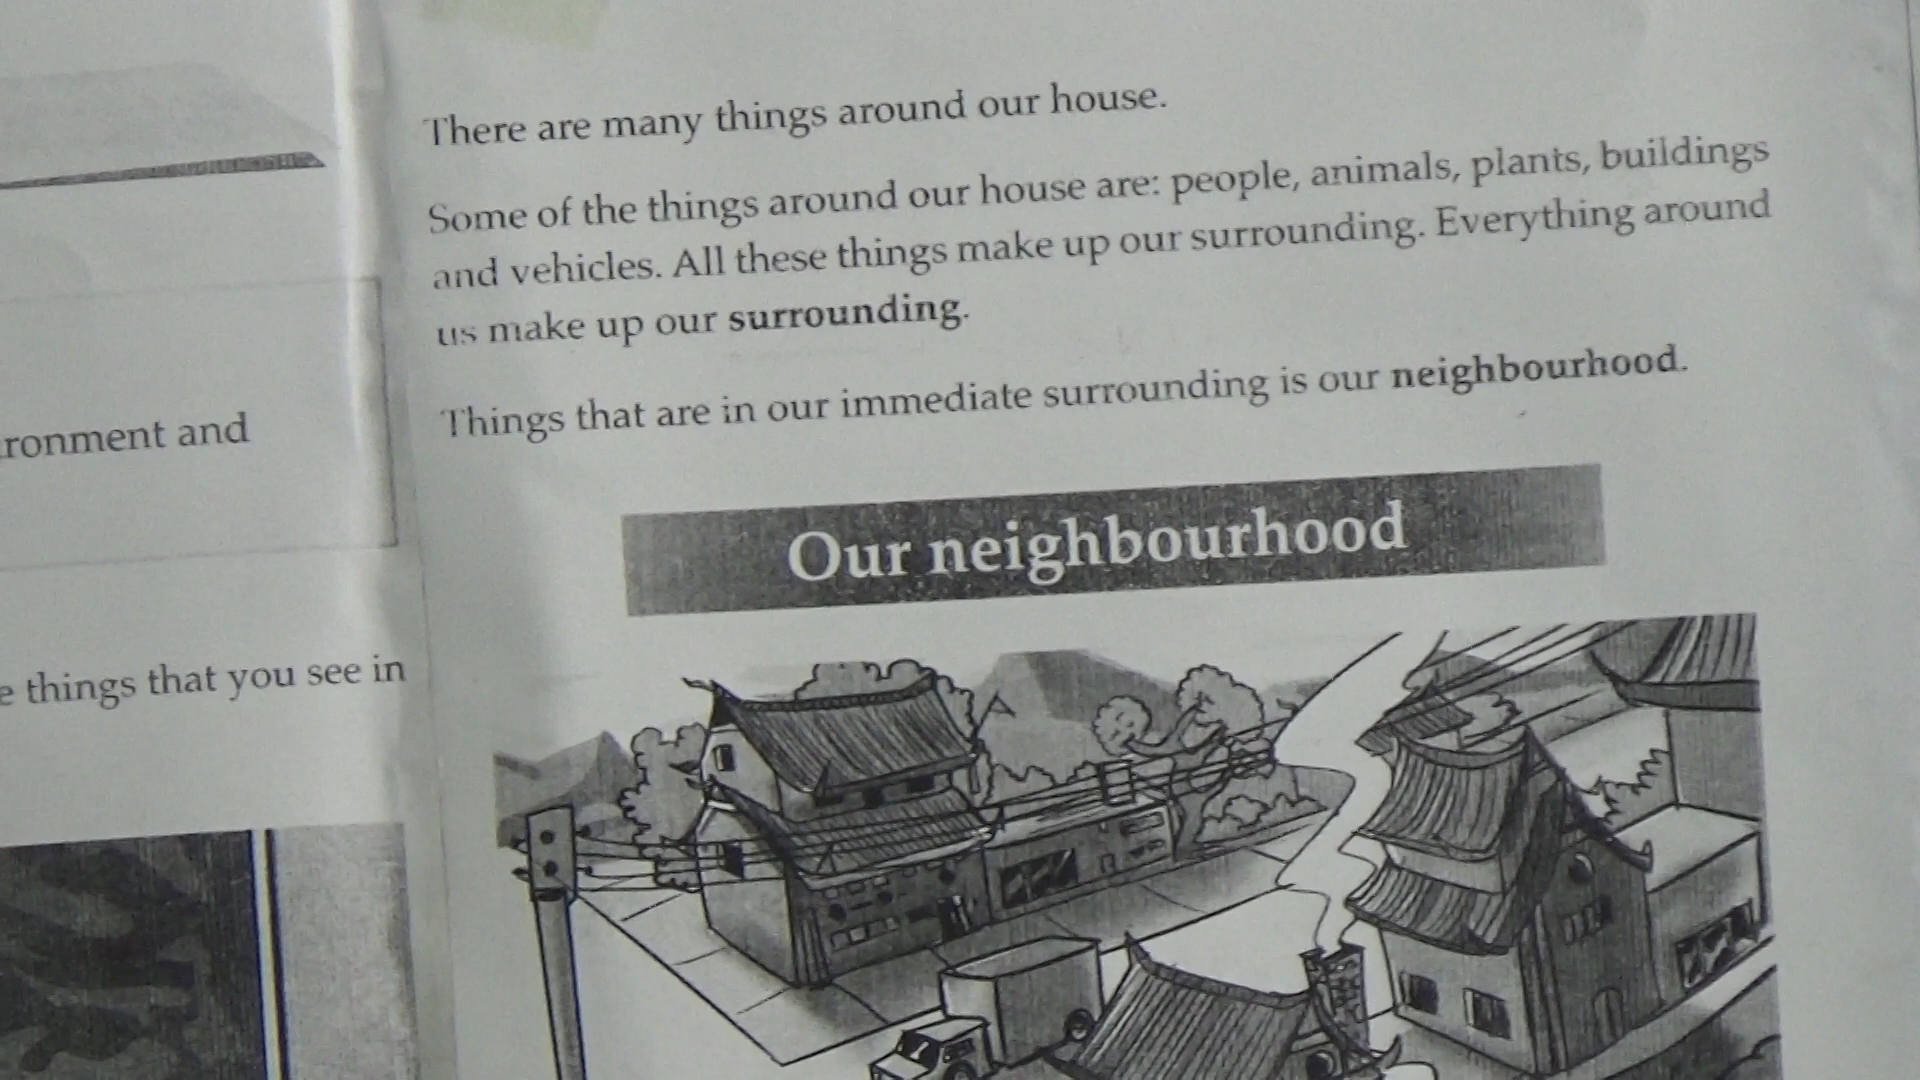 ronment and
e things that you see in
There are many things around our house.
Some of the things around our house are: people, animals, plants, buildings
and vehicles. All these things make up our surrounding. Everything around
us make up our surrounding.
Things that are in our immediate surrounding is our neighbourhood.
Our neighbourhood